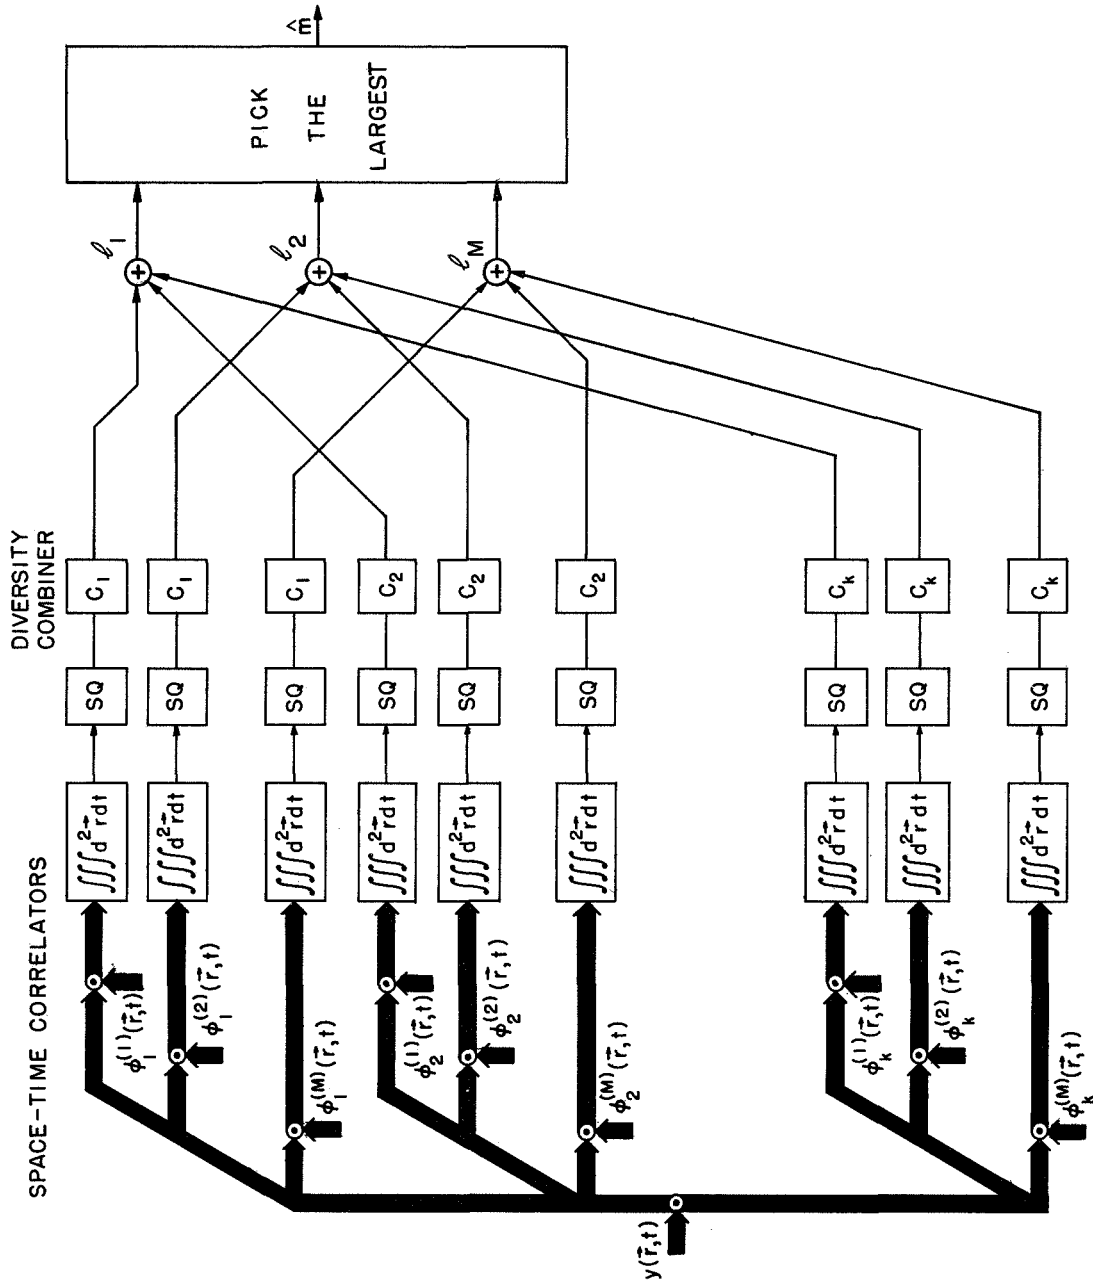 SPACE-TIME CORRELATORS
DIVERSITY
COMBINER
φ₁⁽¹⁾(r⃗,t)
∫∫∫d²r⃗dt
SQ
C₁
φ₁⁽²⁾(r⃗,t)
∫∫∫d²r⃗dt
SQ
C₁
φ₁⁽ᴹ⁾(r⃗,t)
∫∫∫d²r⃗dt
SQ
C₁
φ₂⁽¹⁾(r⃗,t)
∫∫∫d²r⃗dt
SQ
C₂
φ₂⁽²⁾(r⃗,t)
∫∫∫d²r⃗dt
SQ
C₂
φ₂⁽ᴹ⁾(r⃗,t)
∫∫∫d²r⃗dt
SQ
C₂
y(r⃗,t)
φₖ⁽¹⁾(r⃗,t)
∫∫∫d²r⃗dt
SQ
Cₖ
φₖ⁽²⁾(r⃗,t)
∫∫∫d²r⃗dt
SQ
Cₖ
φₖ⁽ᴹ⁾(r⃗,t)
∫∫∫d²r⃗dt
SQ
Cₖ
ℓ₁
+
ℓ₂
+
ℓ_M
+
PICK
THE
LARGEST
m̂